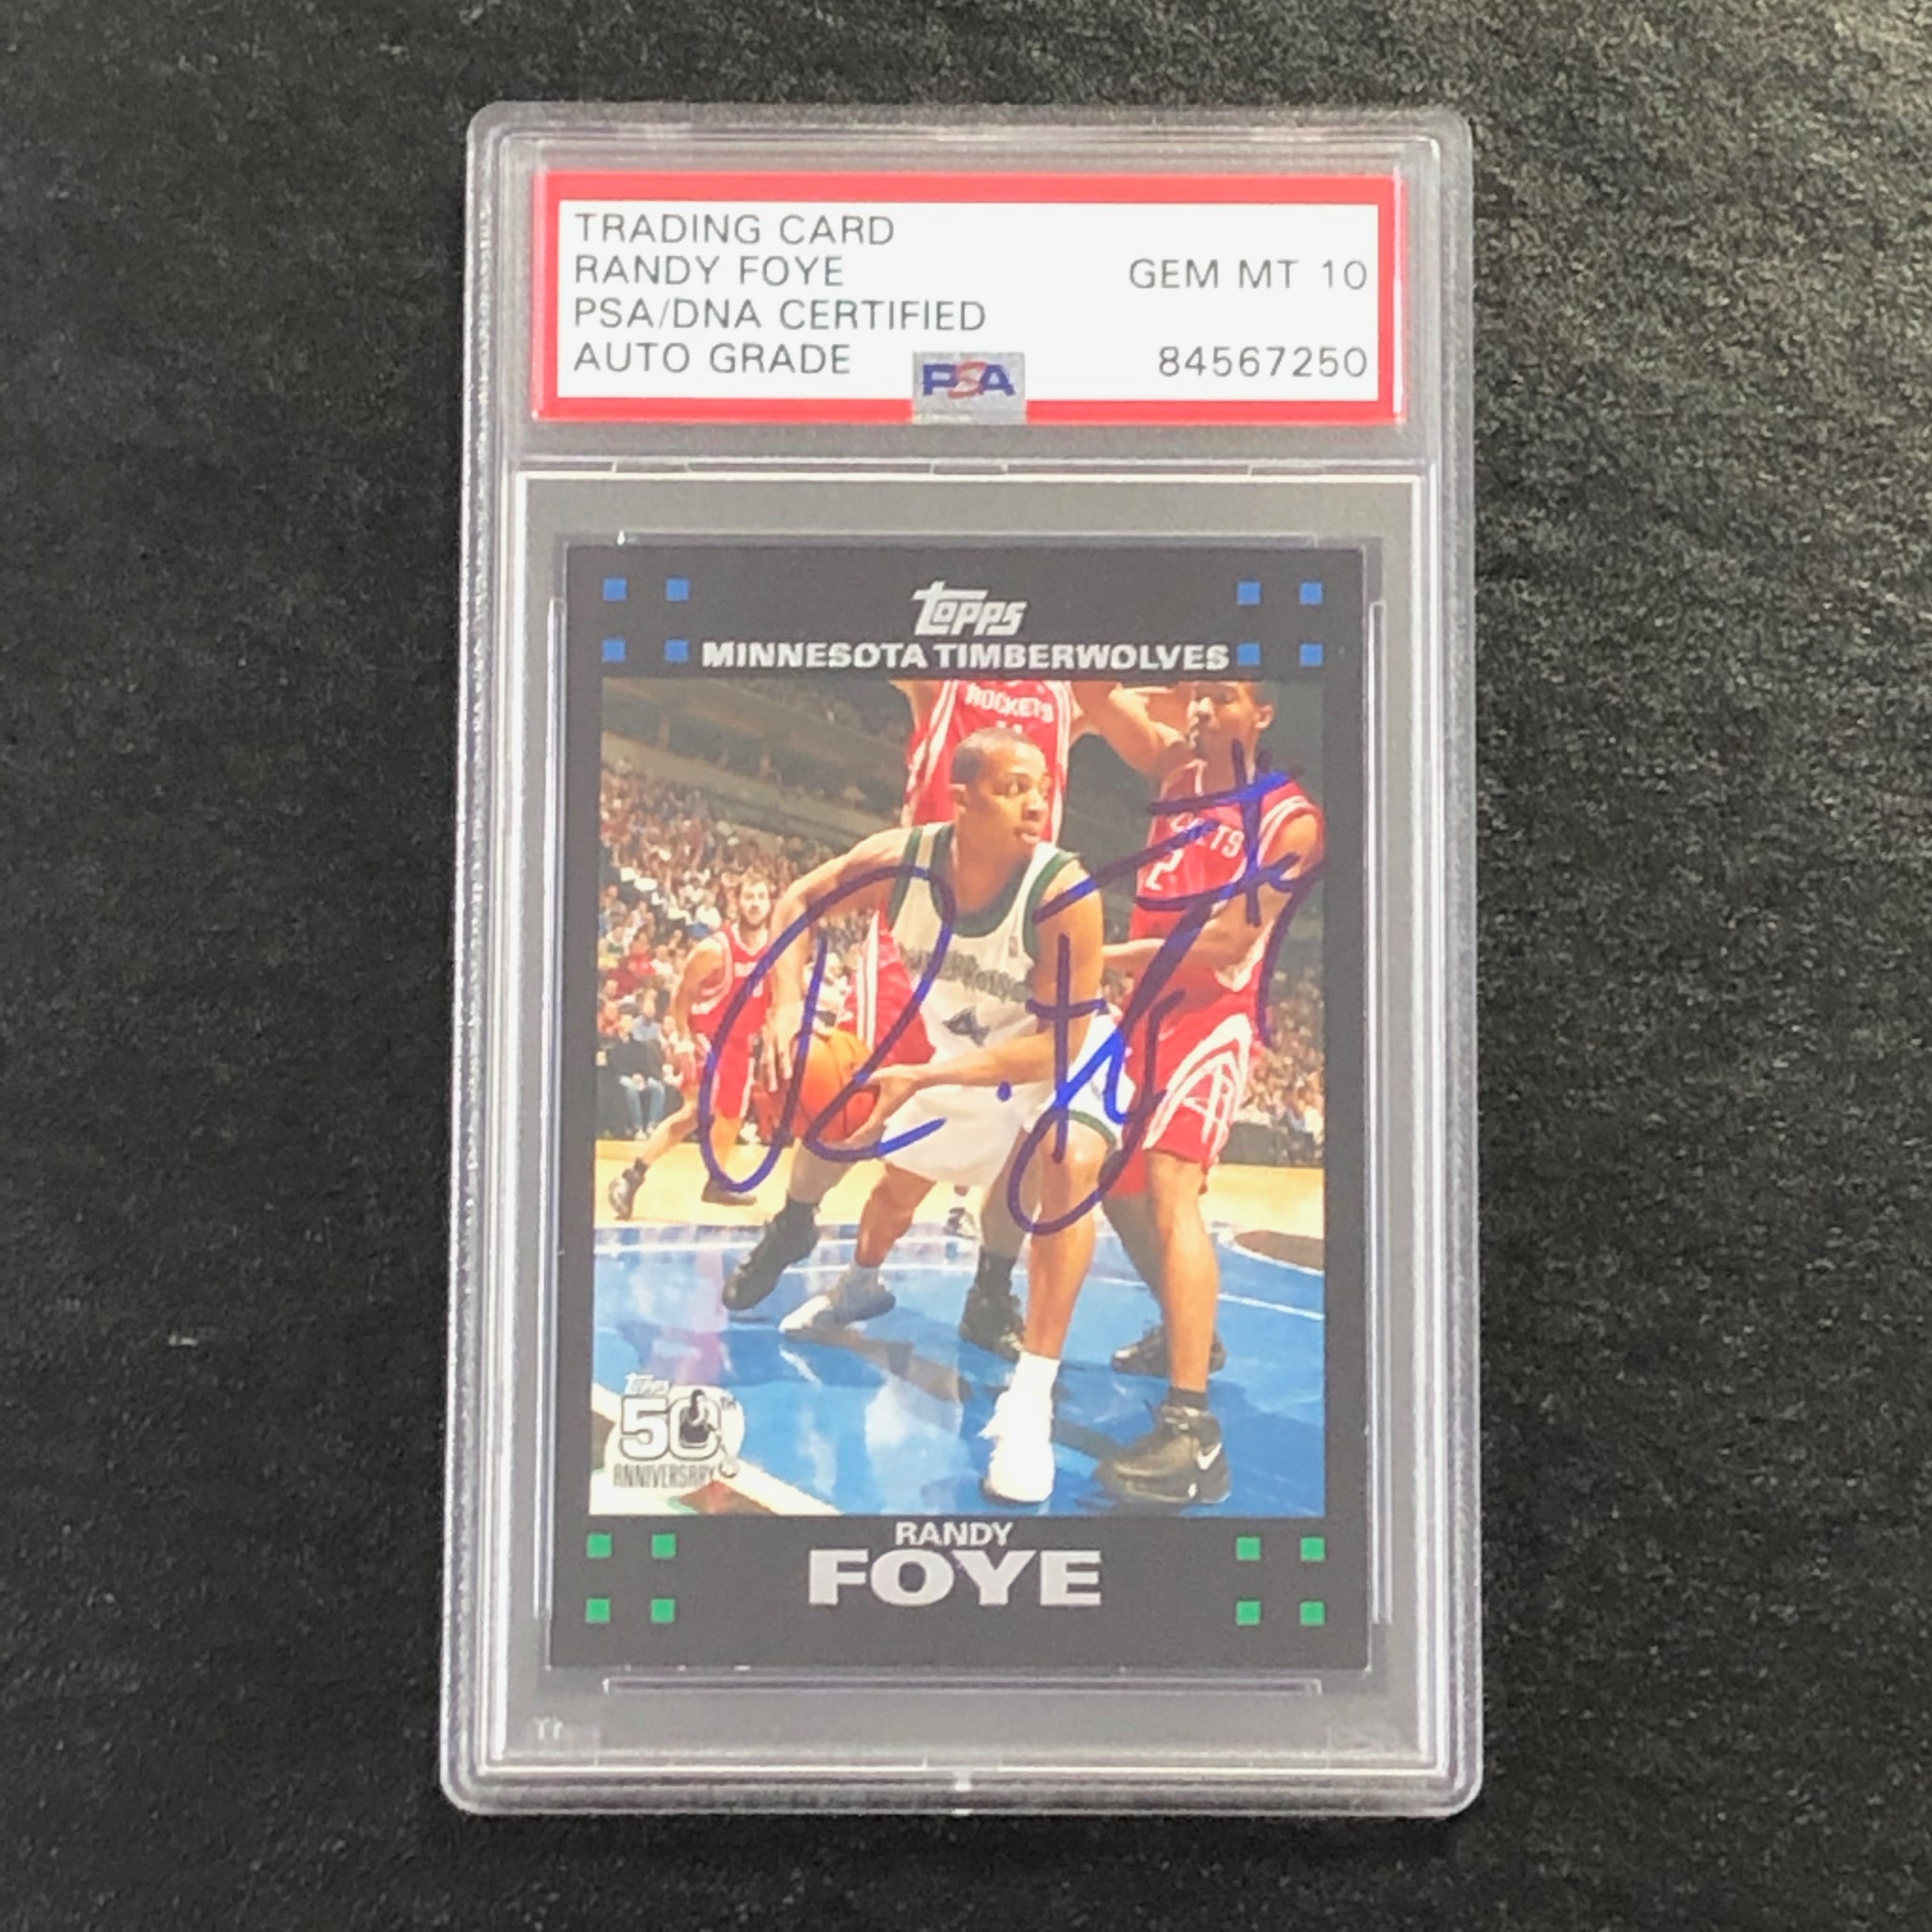 TRADING CARD
RANDY FOYE GEM MT 10
PSA/DNA CERTIFIED
AUTO GRADE PSA 84567250
Topps
MINNESOTA TIMBERWOLVES
ROCKETS
Topps
50TH
ANNIVERSARY
RANDY
FOYE